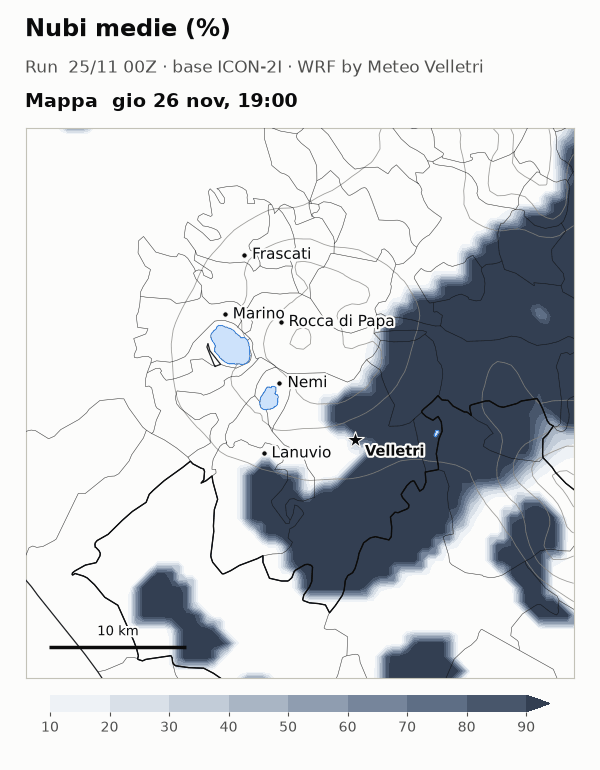 Nubi medie (%)
Run 25/11 00Z · base ICON-2I · WRF by Meteo Velletri
Mappa gio 26 nov, 19:00
Frascati
Marino
Rocca di Papa
Nemi
Velletri
Lanuvio
10 km
10 20 30 40 50 60 70 80 90